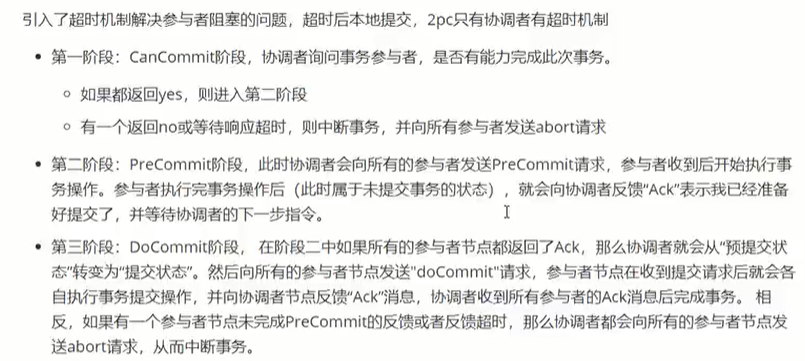 引入了超时机制解决参与者阻塞的问题，超时后本地提交，2pc只有协调者有超时机制
• 第一阶段：CanCommit阶段，协调者询问事务参与者，是否有能力完成此次事务。
○ 如果都返回yes，则进入第二阶段
○ 有一个返回no或等待响应超时，则中断事务，并向所有参与者发送abort请求
• 第二阶段：PreCommit阶段，此时协调者会向所有的参与者发送PreCommit请求，参与者收到后开始执行事
务操作。参与者执行完事务操作后（此时属于未提交事务的状态），就会向协调者反馈“Ack”表示我已经准备
好提交了，并等待协调者的下一步指令。
• 第三阶段：DoCommit阶段， 在阶段二中如果所有的参与者节点都返回了Ack，那么协调者就会从“预提交状
态”转变为“提交状态”。然后向所有的参与者节点发送"doCommit"请求，参与者节点在收到提交请求后就会各
自执行事务提交操作，并向协调者节点反馈“Ack”消息，协调者收到所有参与者的Ack消息后完成事务。 相
反，如果有一个参与者节点未完成PreCommit的反馈或者反馈超时，那么协调者都会向所有的参与者节点发
送abort请求，从而中断事务。